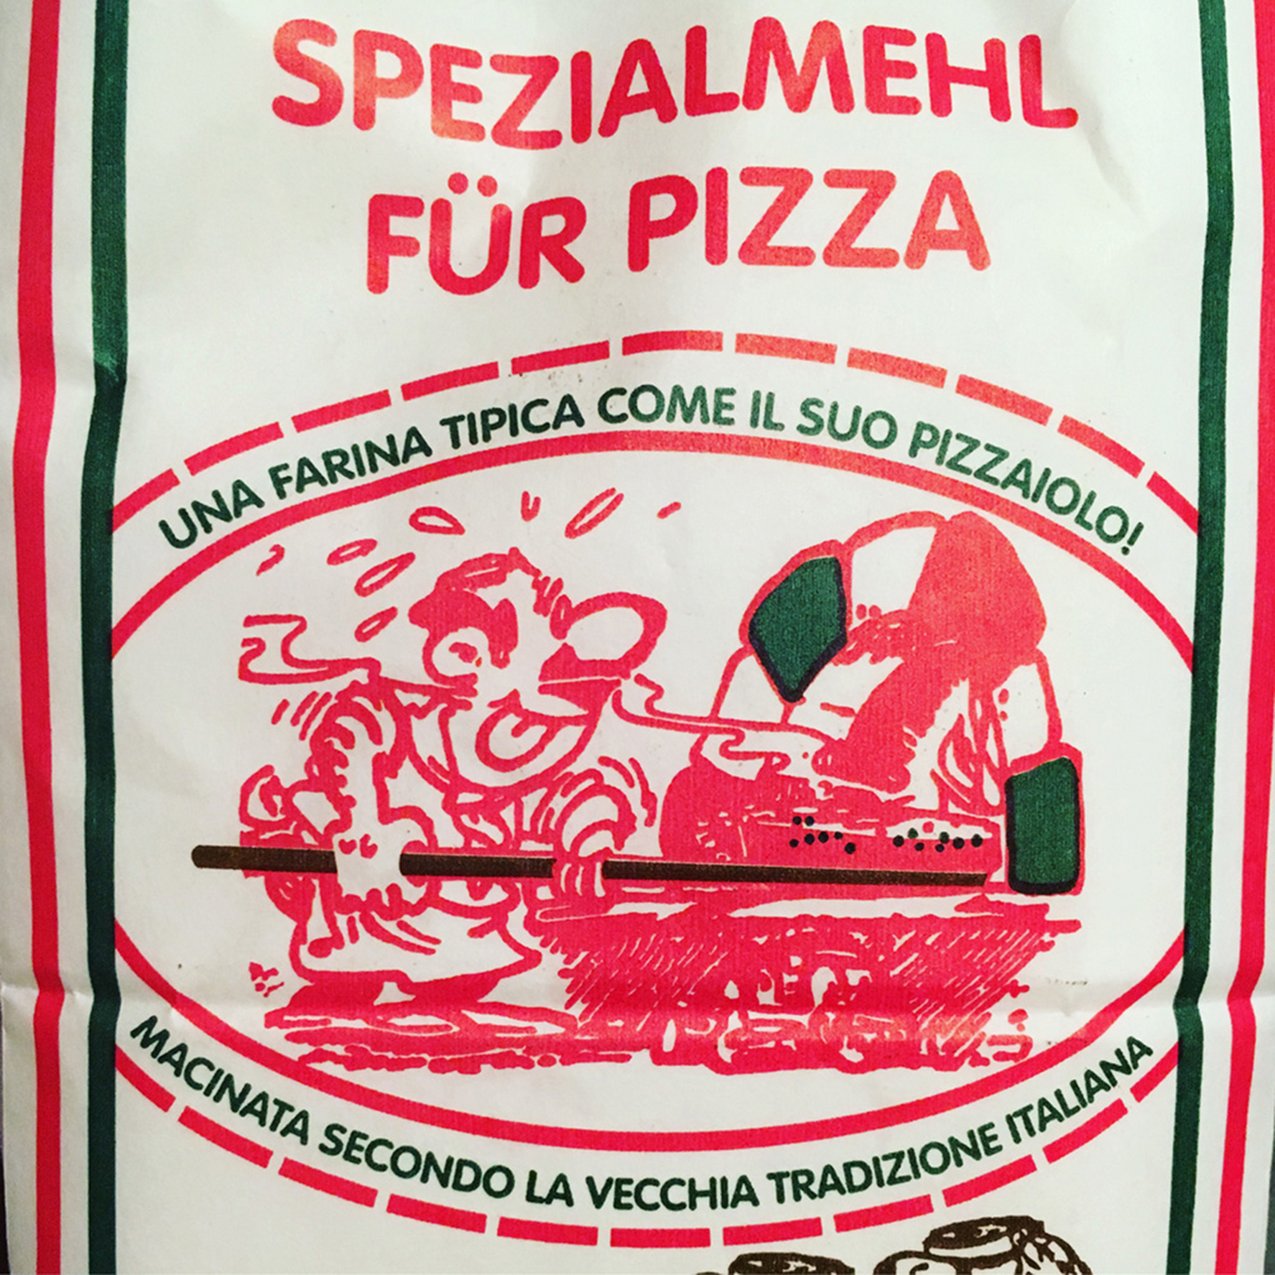 SPEZIALMEHL
FÜR PIZZA
UNA FARINA TIPICA COME IL SUO PIZZAIOLO!
MACINATA SECONDO LA VECCHIA TRADIZIONE ITALIANA